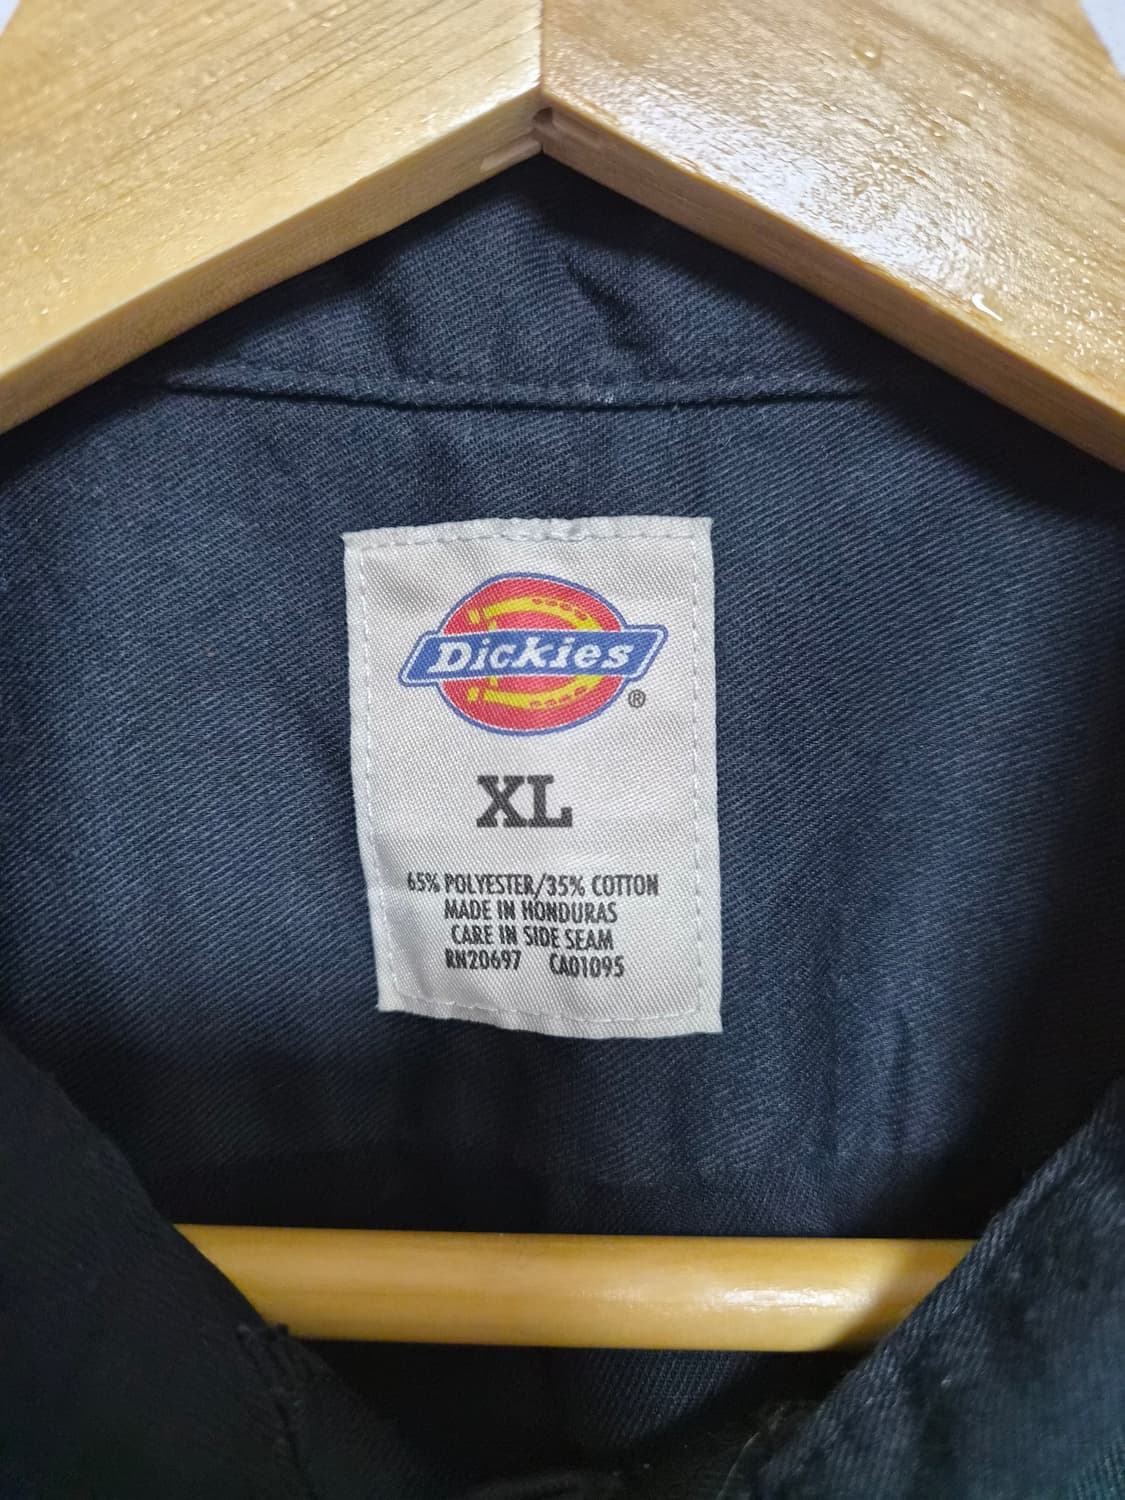 Dickies
®
XL
65% POLYESTER/35% COTTON
MADE IN HONDURAS
CARE IN SIDE SEAM
RN20697 CA01095